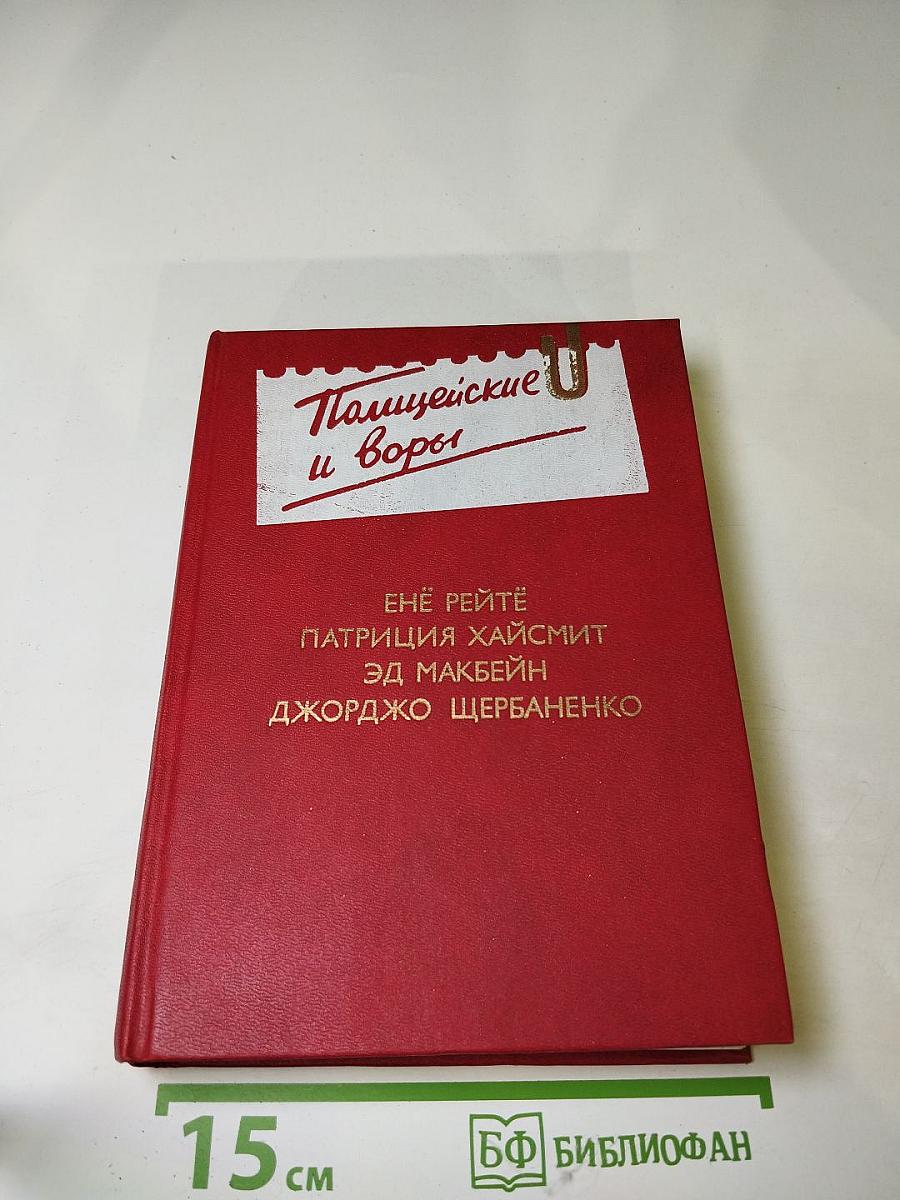 Полицейские
и воры
ЕНЁ РЕЙТЁ
ПАТРИЦИЯ ХАЙСМИТ
ЭД МАКБЕЙН
ДЖОРДЖО ЩЕРБАНЕНКО
15 см
БФ БИБЛИОФАН